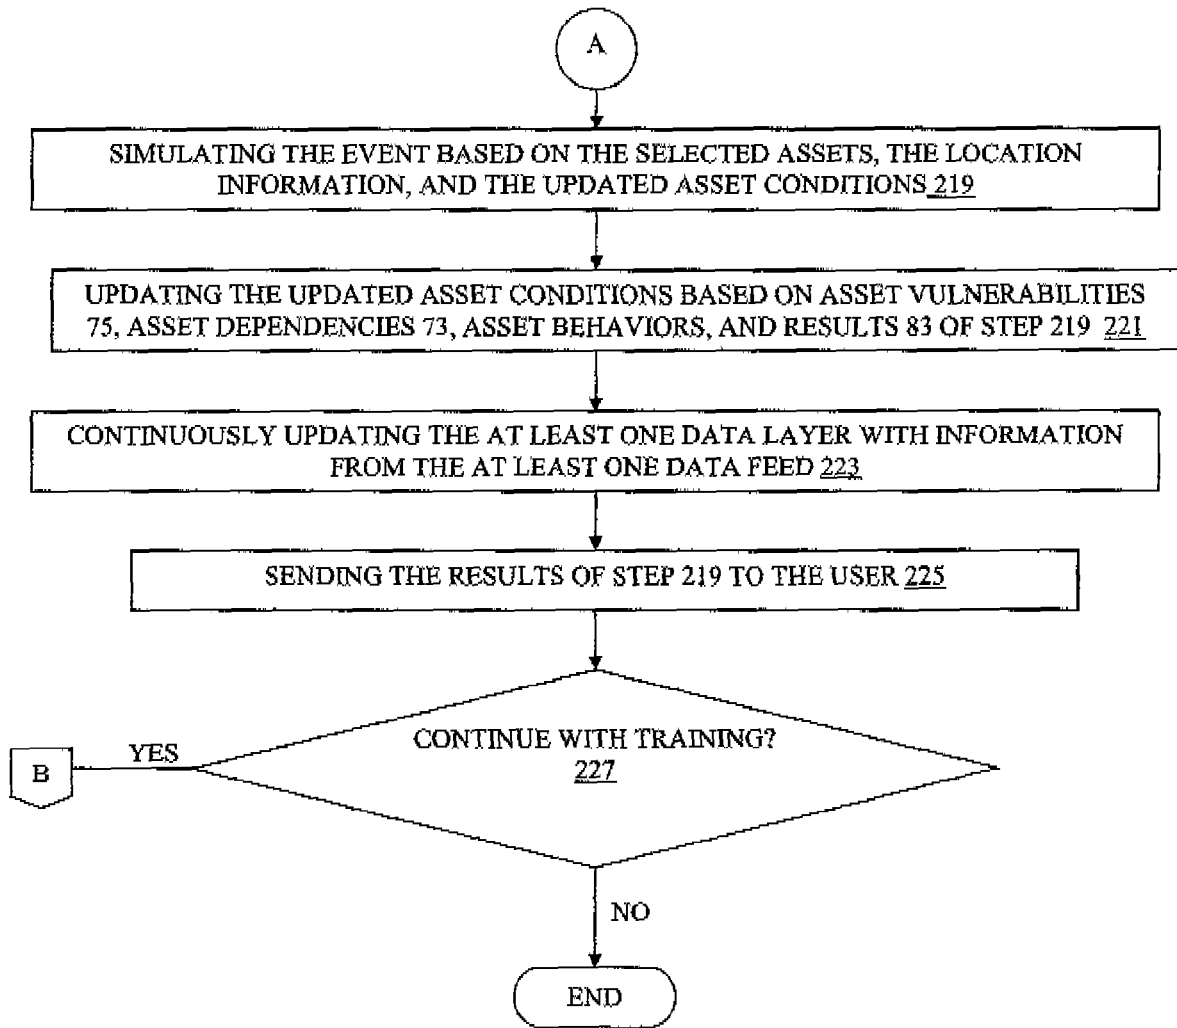 A
SIMULATING THE EVENT BASED ON THE SELECTED ASSETS, THE LOCATION
INFORMATION, AND THE UPDATED ASSET CONDITIONS 219
UPDATING THE UPDATED ASSET CONDITIONS BASED ON ASSET VULNERABILITIES
75, ASSET DEPENDENCIES 73, ASSET BEHAVIORS, AND RESULTS 83 OF STEP 219 221
CONTINUOUSLY UPDATING THE AT LEAST ONE DATA LAYER WITH INFORMATION
FROM THE AT LEAST ONE DATA FEED 223
SENDING THE RESULTS OF STEP 219 TO THE USER 225
CONTINUE WITH TRAINING?
227
YES
B
NO
END